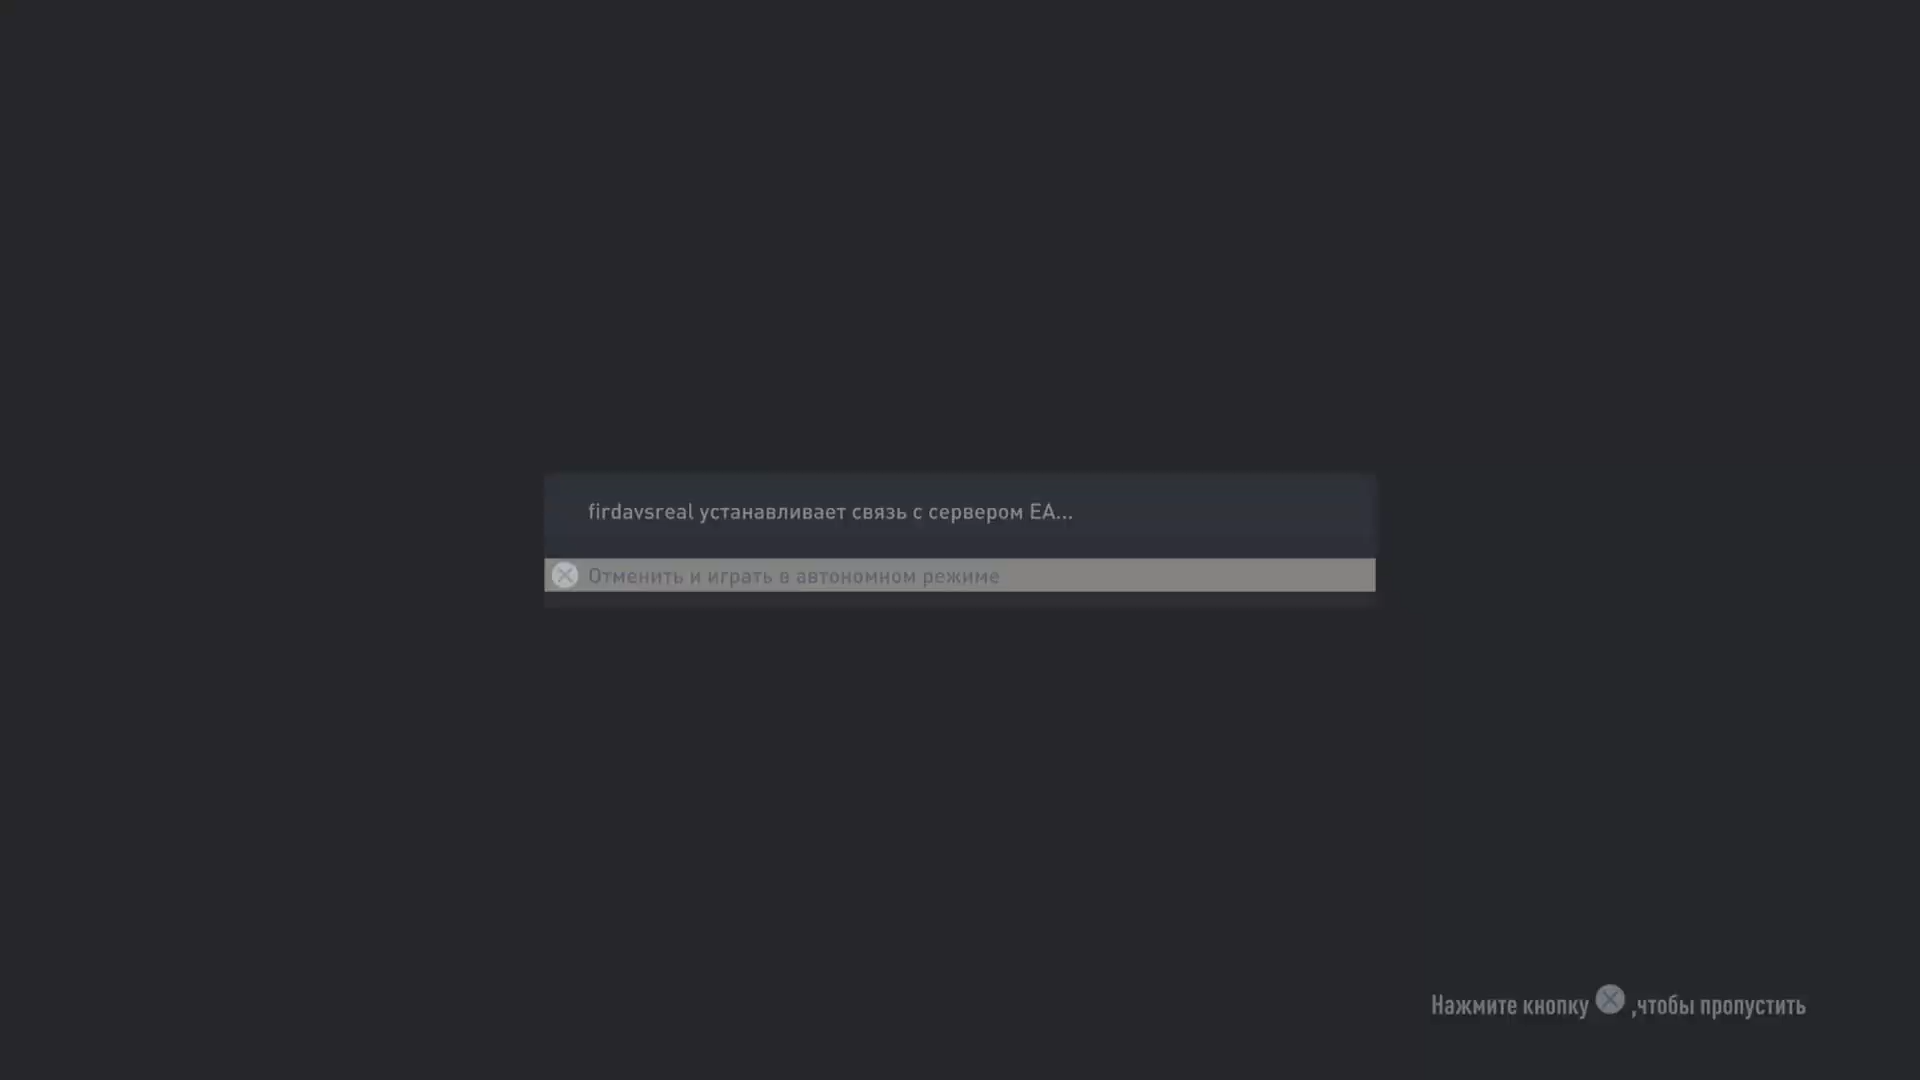 firdavsreal устанавливает связь с сервером EA...
Отменить и играть в автономном режиме
Нажмите кнопку ,чтобы пропустить